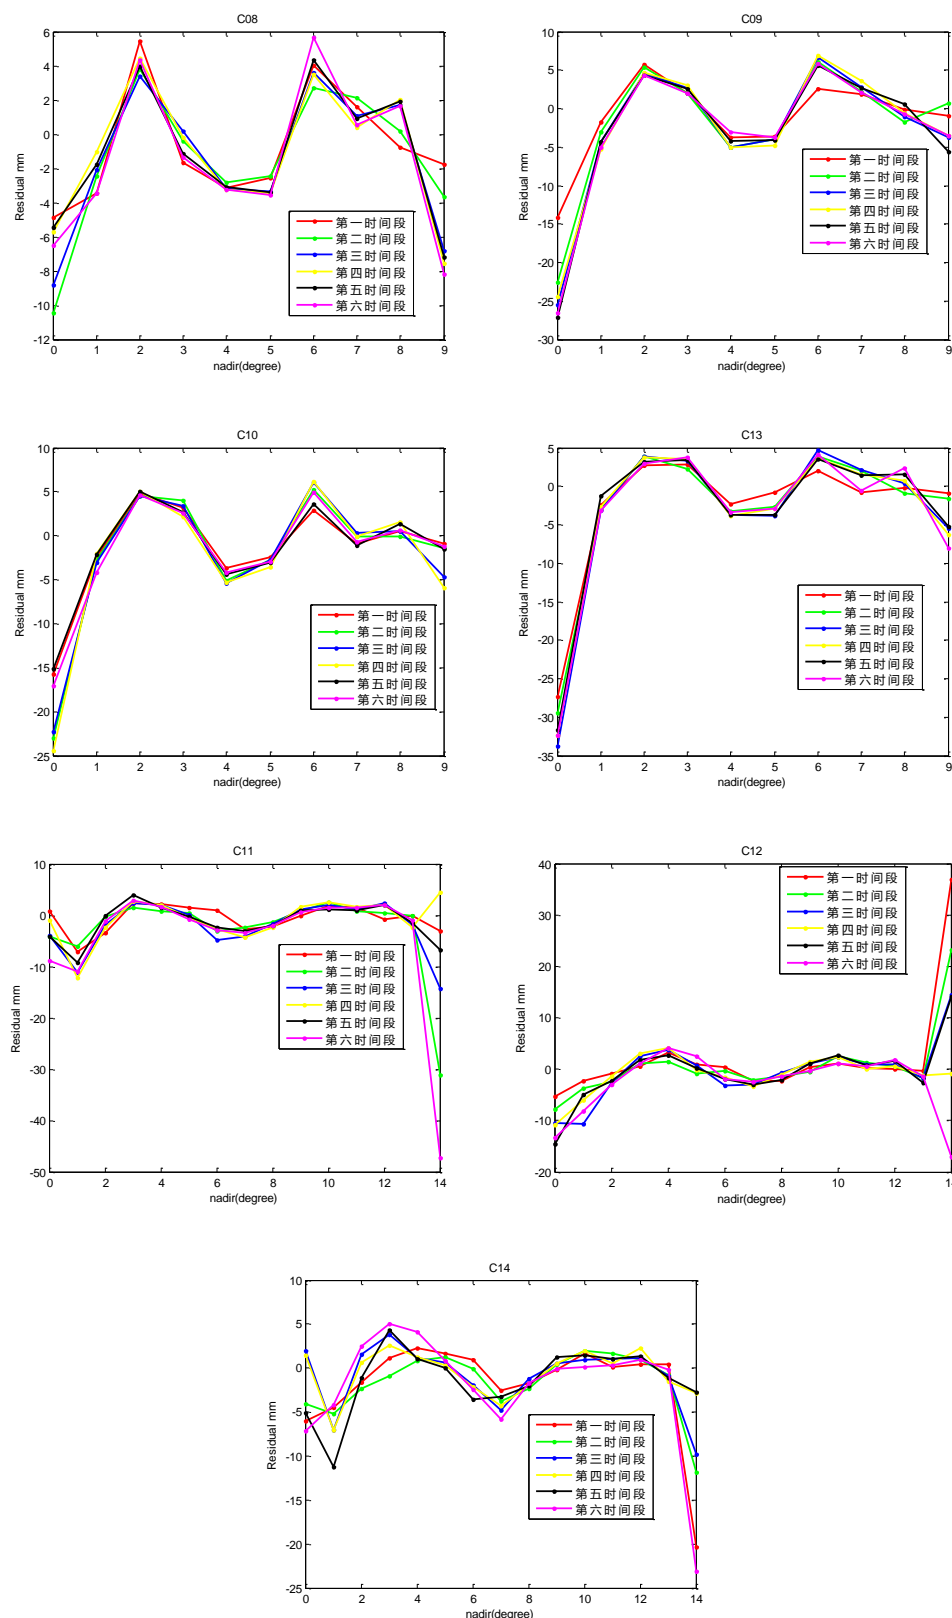 C08
6
4
2
0
-2
-4
-6
-8
-10
-12
Residual mm
0 1 2 3 4 5 6 7 8 9
nadir(degree)
第一时间段
第二时间段
第三时间段
第四时间段
第五时间段
第六时间段
C09
10
5
0
-5
-10
-15
-20
-25
-30
Residual mm
0 1 2 3 4 5 6 7 8 9
nadir(degree)
第一时间段
第二时间段
第三时间段
第四时间段
第五时间段
第六时间段
C10
10
5
0
-5
-10
-15
-20
-25
Residual mm
0 1 2 3 4 5 6 7 8 9
nadir(degree)
第一时间段
第二时间段
第三时间段
第四时间段
第五时间段
第六时间段
C13
5
0
-5
-10
-15
-20
-25
-30
-35
Residual mm
0 1 2 3 4 5 6 7 8 9
nadir(degree)
第一时间段
第二时间段
第三时间段
第四时间段
第五时间段
第六时间段
C11
10
0
-10
-20
-30
-40
-50
Residual mm
0 2 4 6 8 10 12 14
nadir(degree)
第一时间段
第二时间段
第三时间段
第四时间段
第五时间段
第六时间段
C12
40
30
20
10
0
-10
-20
Residual mm
0 2 4 6 8 10 12 14
nadir(degree)
第一时间段
第二时间段
第三时间段
第四时间段
第五时间段
第六时间段
C14
10
5
0
-5
-10
-15
-20
-25
Residual mm
0 2 4 6 8 10 12 14
nadir(degree)
第一时间段
第二时间段
第三时间段
第四时间段
第五时间段
第六时间段